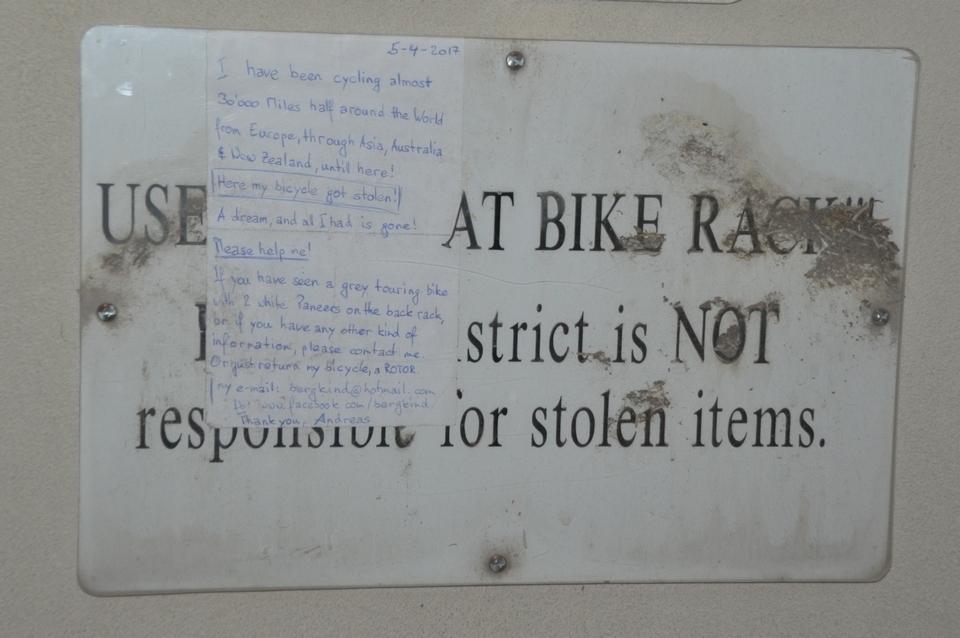 5-4-2017
I have been cycling almost
30'000 Miles half around the World
from Europe, through Asia, Australia
& New Zealand, until here!
Here my bicycle got stolen!
A dream, and all I had is gone!
Please help me!
If you have seen a grey touring bike
with 2 white Paneers on the back rack,
or if you have any other kind of
information, please contact me.
Or just return my bicycle, a ROTOR.
my e-mail: bergkind@hotmail.com
www.facebook.com/bergkind
Thank you, Andreas
USE AT BIKE RACK!!!
strict is NOT
responsible for stolen items.